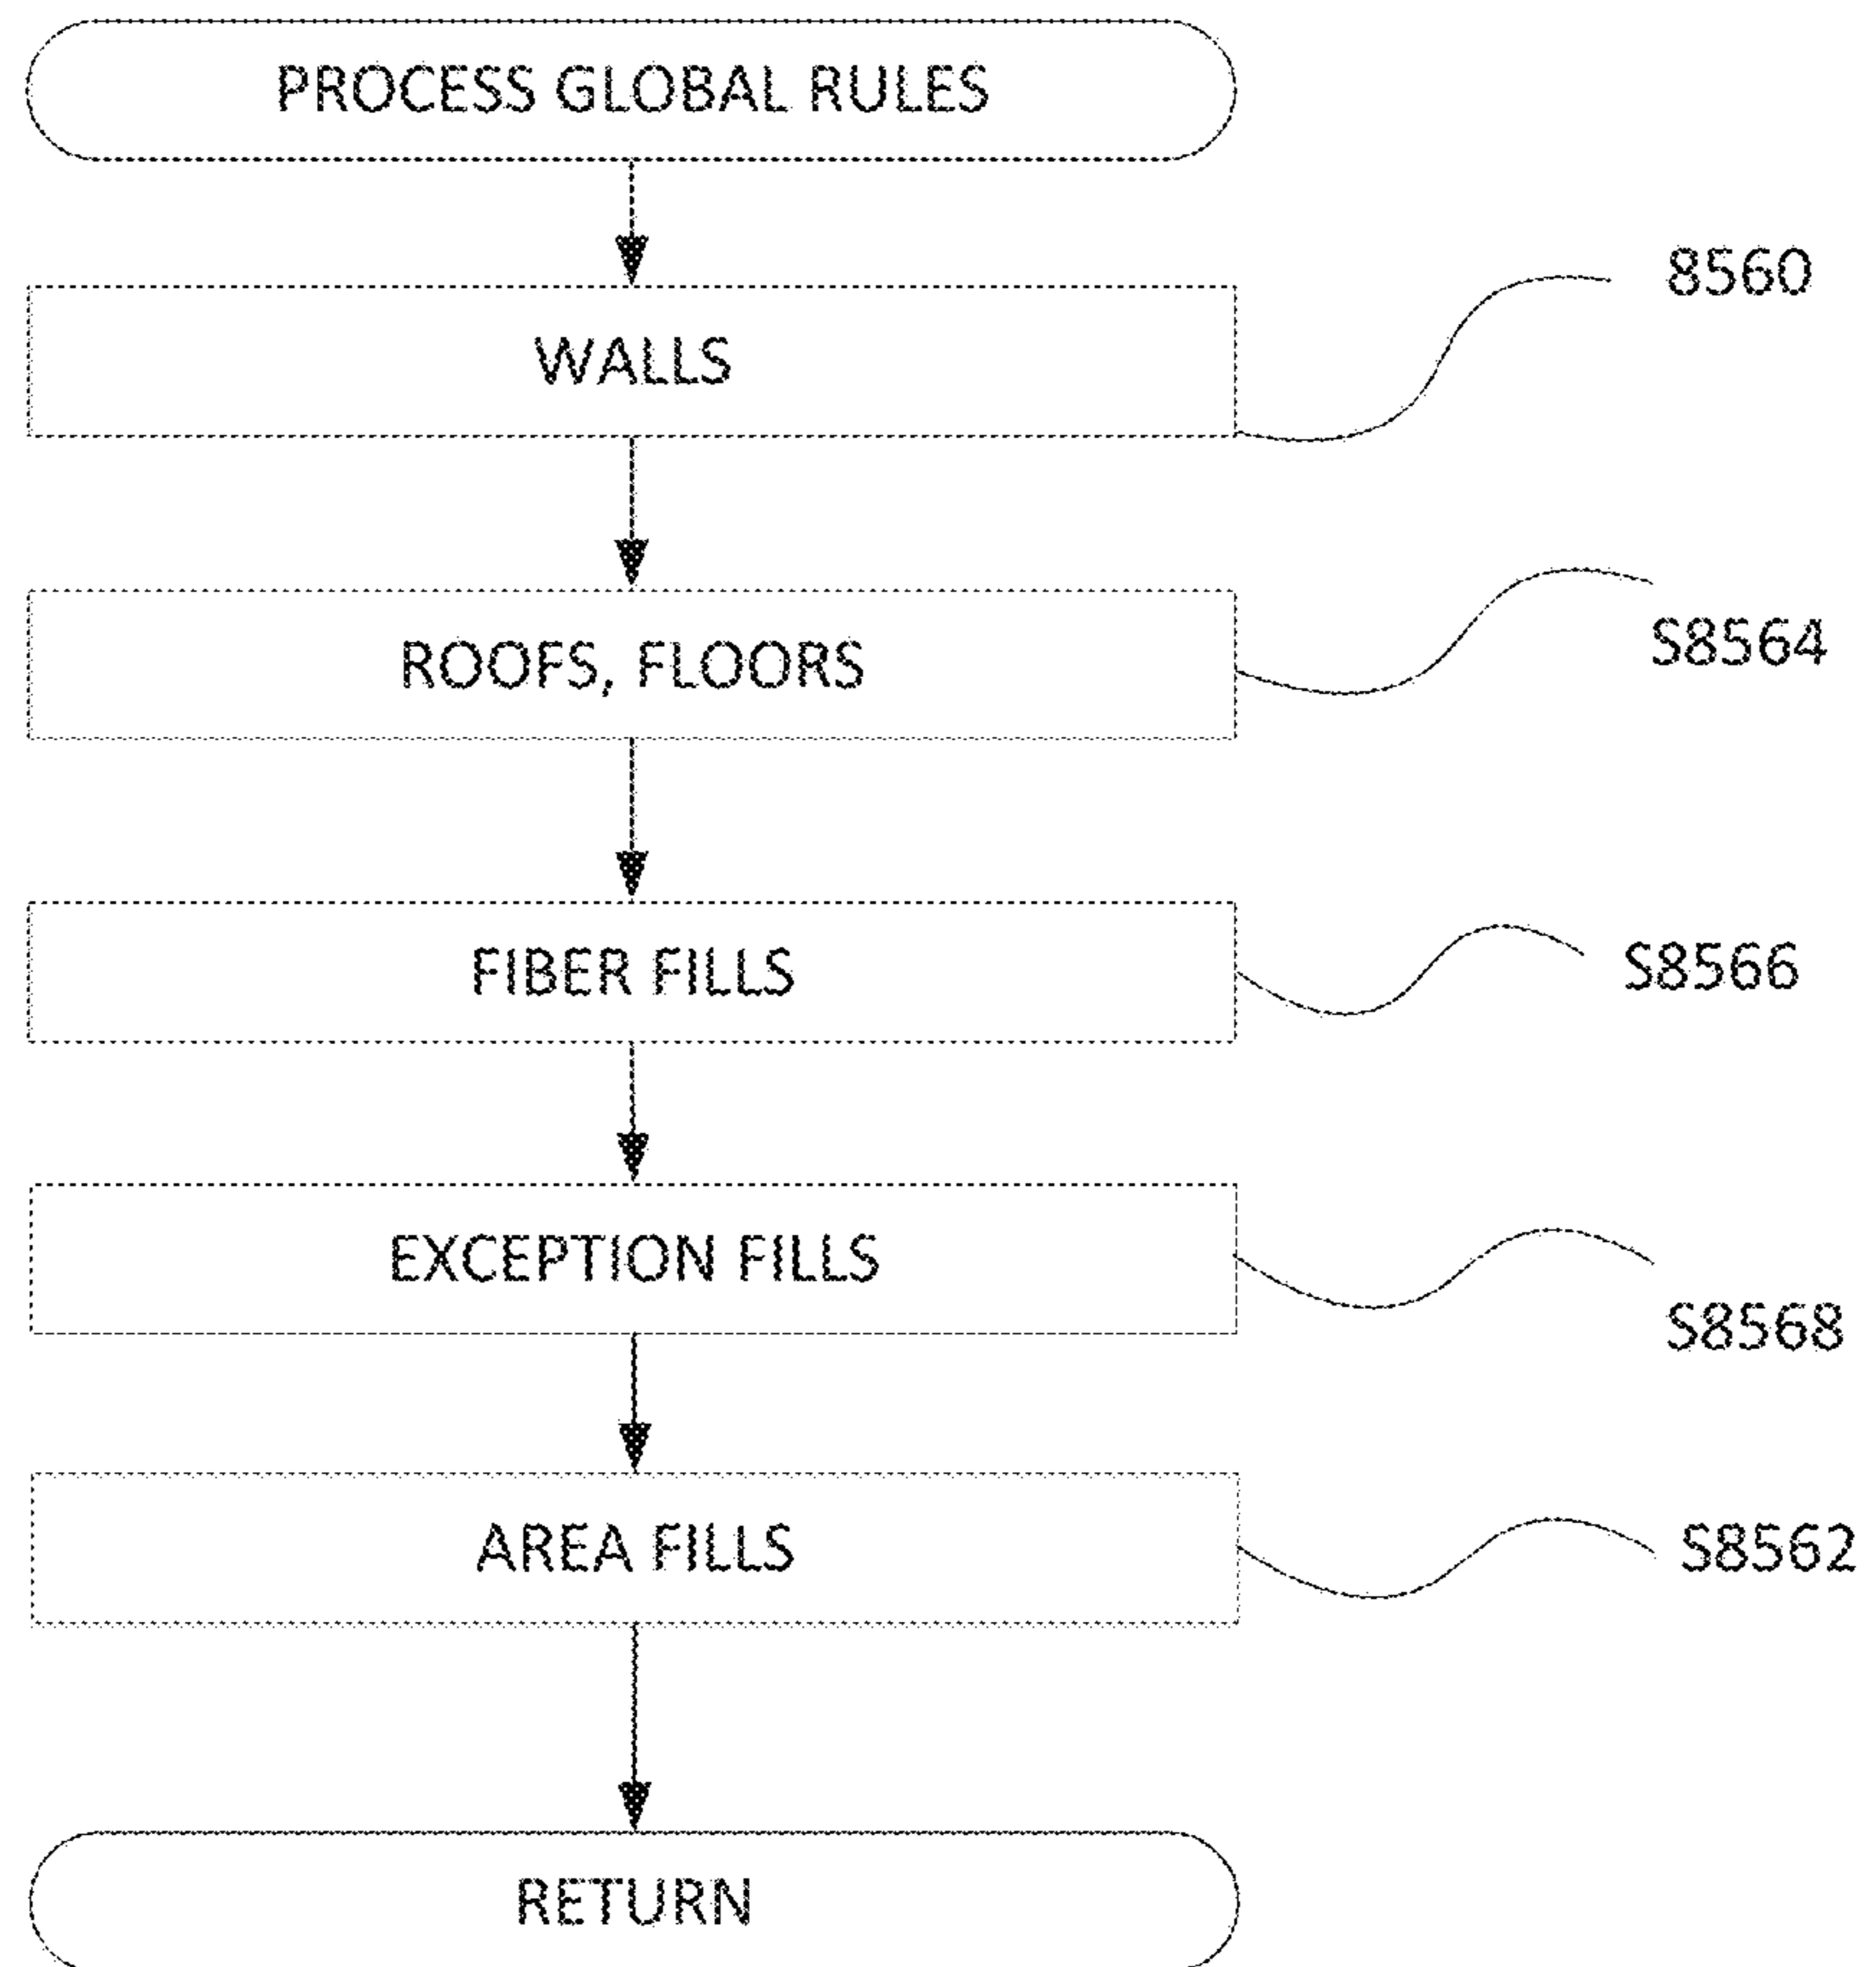 PROCESS GLOBAL RULES
8560
WALLS
S8564
ROOFS, FLOORS
S8566
FIBER FILLS
EXCEPTION FILLS
S8568
AREA FILLS
S8562
RETURN